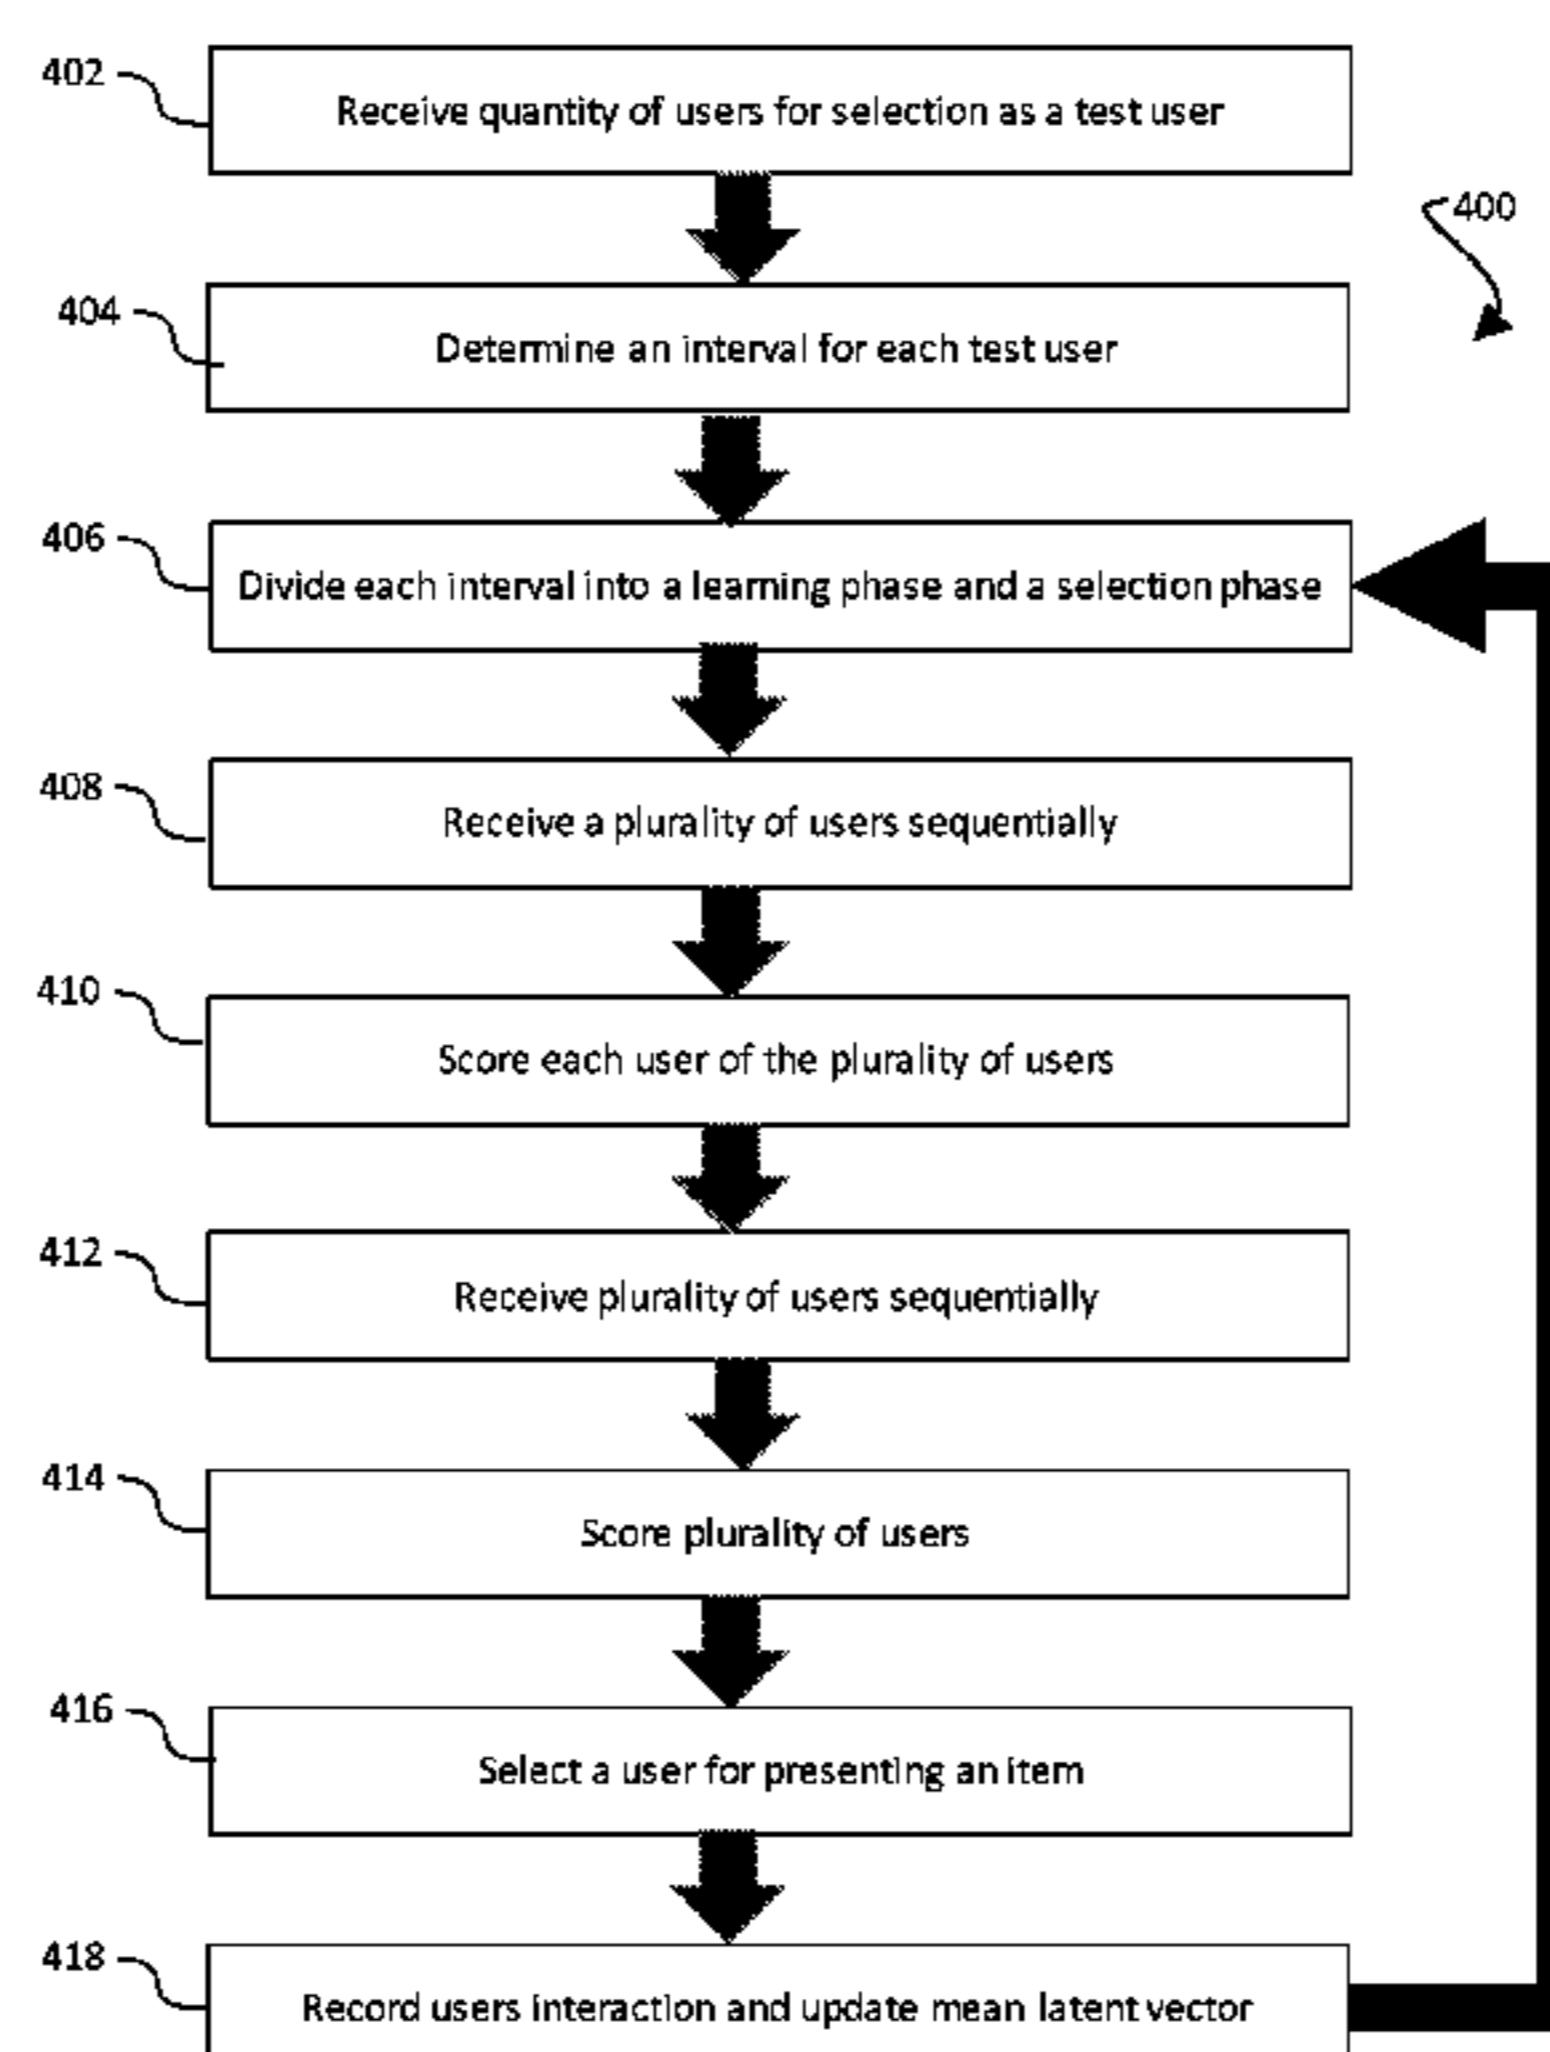 402
Receive quantity of users for selection as a test user
400
404
Determine an interval for each test user
406
Divide each interval into a learning phase and a selection phase
408
Receive a plurality of users sequentially
410
Score each user of the plurality of users
412
Receive plurality of users sequentially
414
Score plurality of users
416
Select a user for presenting an item
418
Record users interaction and update mean latent vector